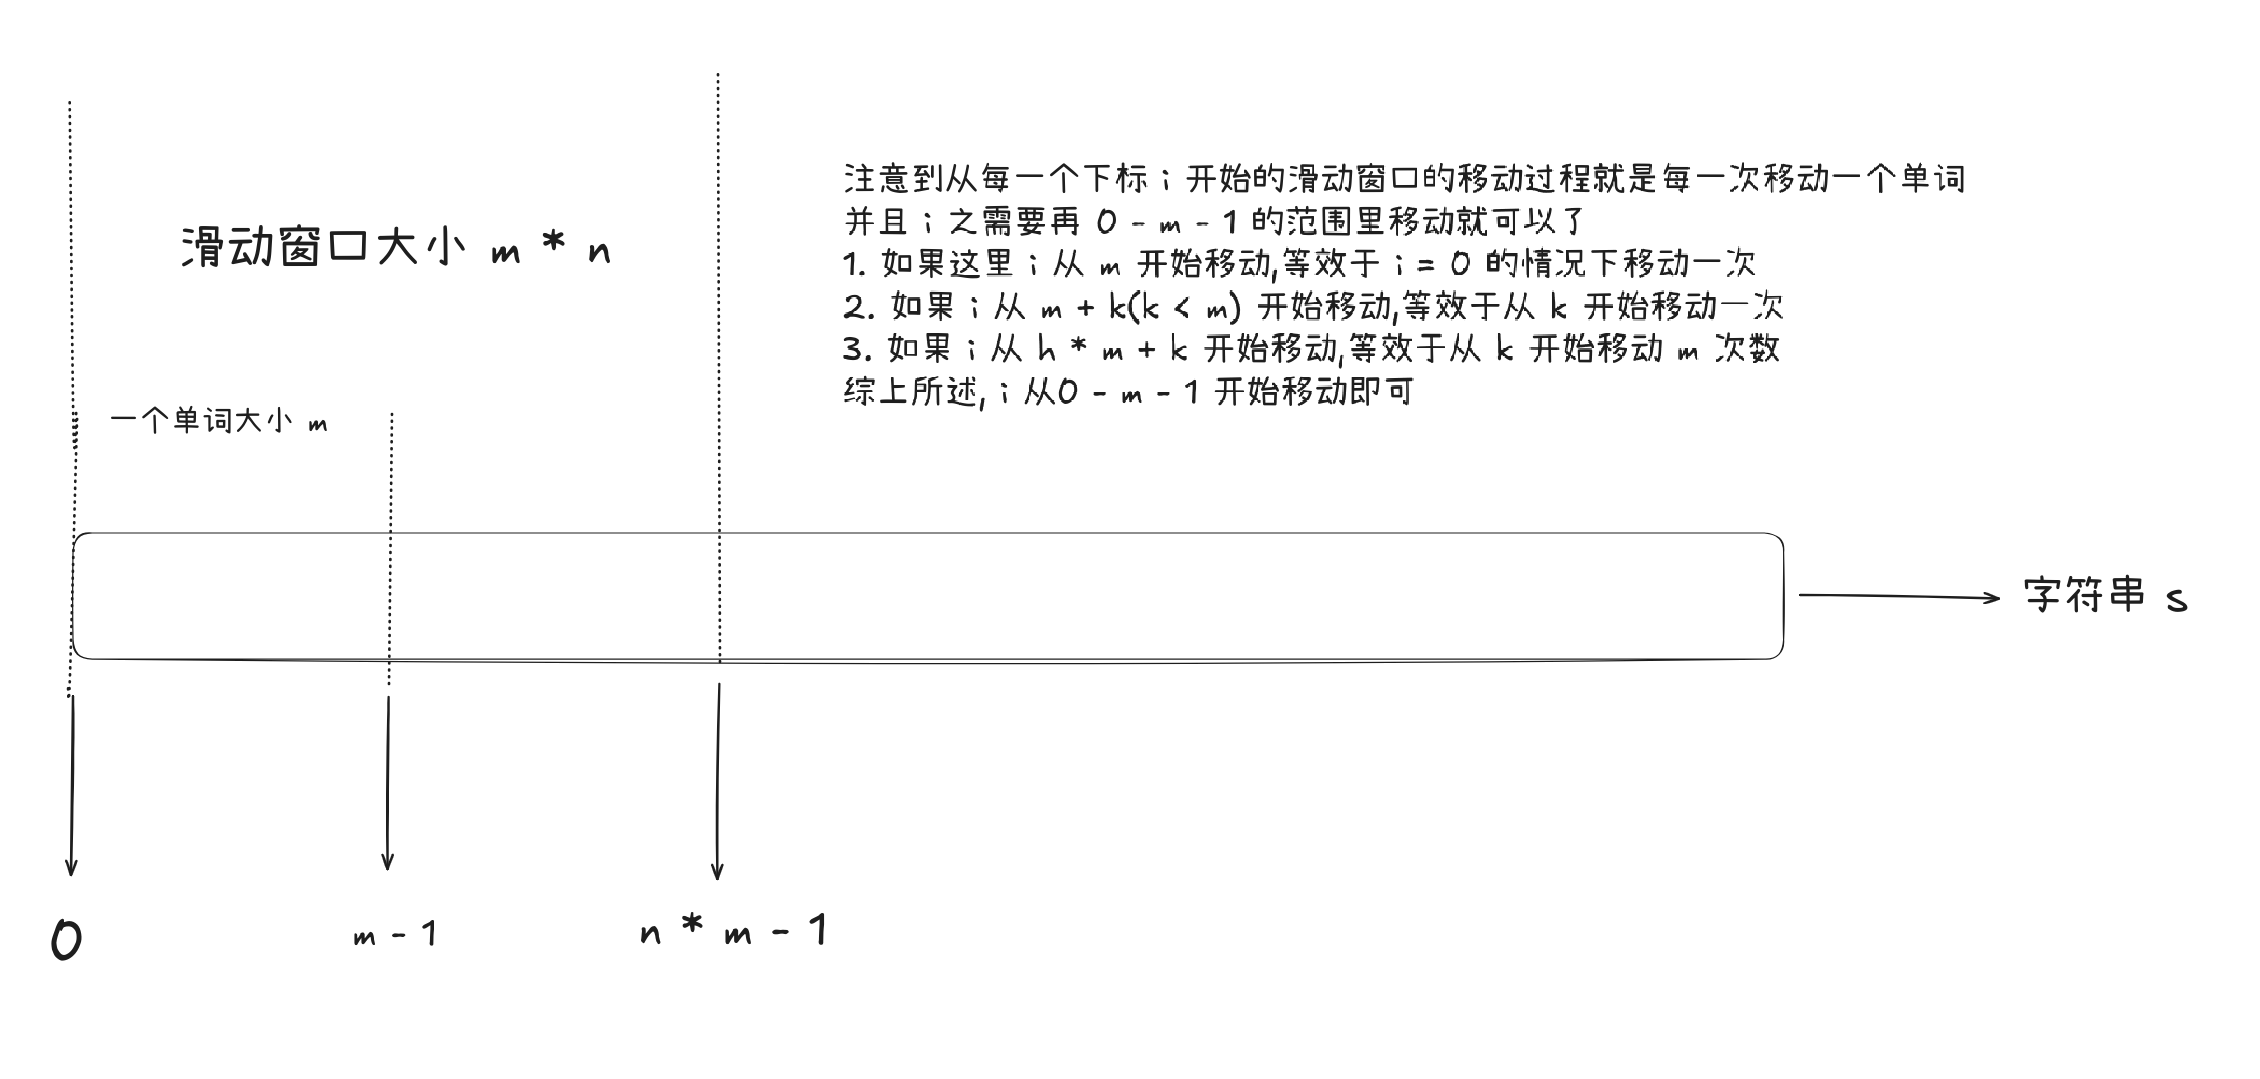 注意到从每一个下标 i 开始的滑动窗口的移动过程就是每一次移动一个单词
并且 i 之需要再 0 - m - 1 的范围里移动就可以了
1. 如果这里 i 从 m 开始移动,等效于 i = 0 的情况下移动一次
2. 如果 i 从 m + k(k < m) 开始移动,等效于从 k 开始移动一次
3. 如果 i 从 h * m + k 开始移动,等效于从 k 开始移动 m 次数
综上所述, i 从0 - m - 1 开始移动即可
滑动窗口大小 m * n
一个单词大小 m
字符串 s
0
m - 1
n * m - 1